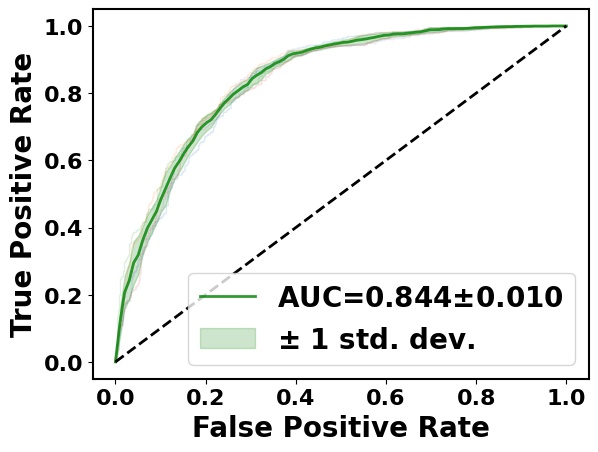 True Positive Rate
1.0
0.8
0.6
0.4
0.2
0.0
AUC=0.844±0.010
± 1 std. dev.
0.0 0.2 0.4 0.6 0.8 1.0
False Positive Rate